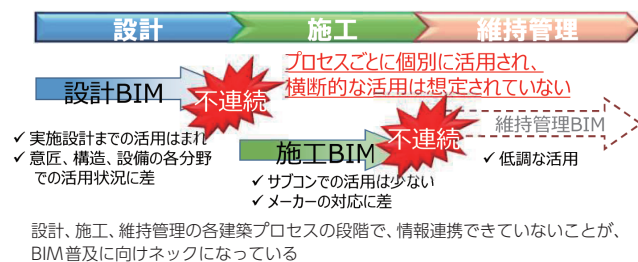 設計
施工
維持管理
プロセスごとに個別に活用され、
横断的な活用は想定されていない
設計BIM
不連続
✓ 実施設計までの活用はまれ
✓ 意匠、構造、設備の各分野
での活用状況に差
施工BIM
不連続
✓ サブコンでの活用は少ない
✓ メーカーの対応に差
維持管理BIM
✓ 低調な活用
設計、施工、維持管理の各建築プロセスの段階で、情報連携できていないことが、
BIM普及に向けネックになっている